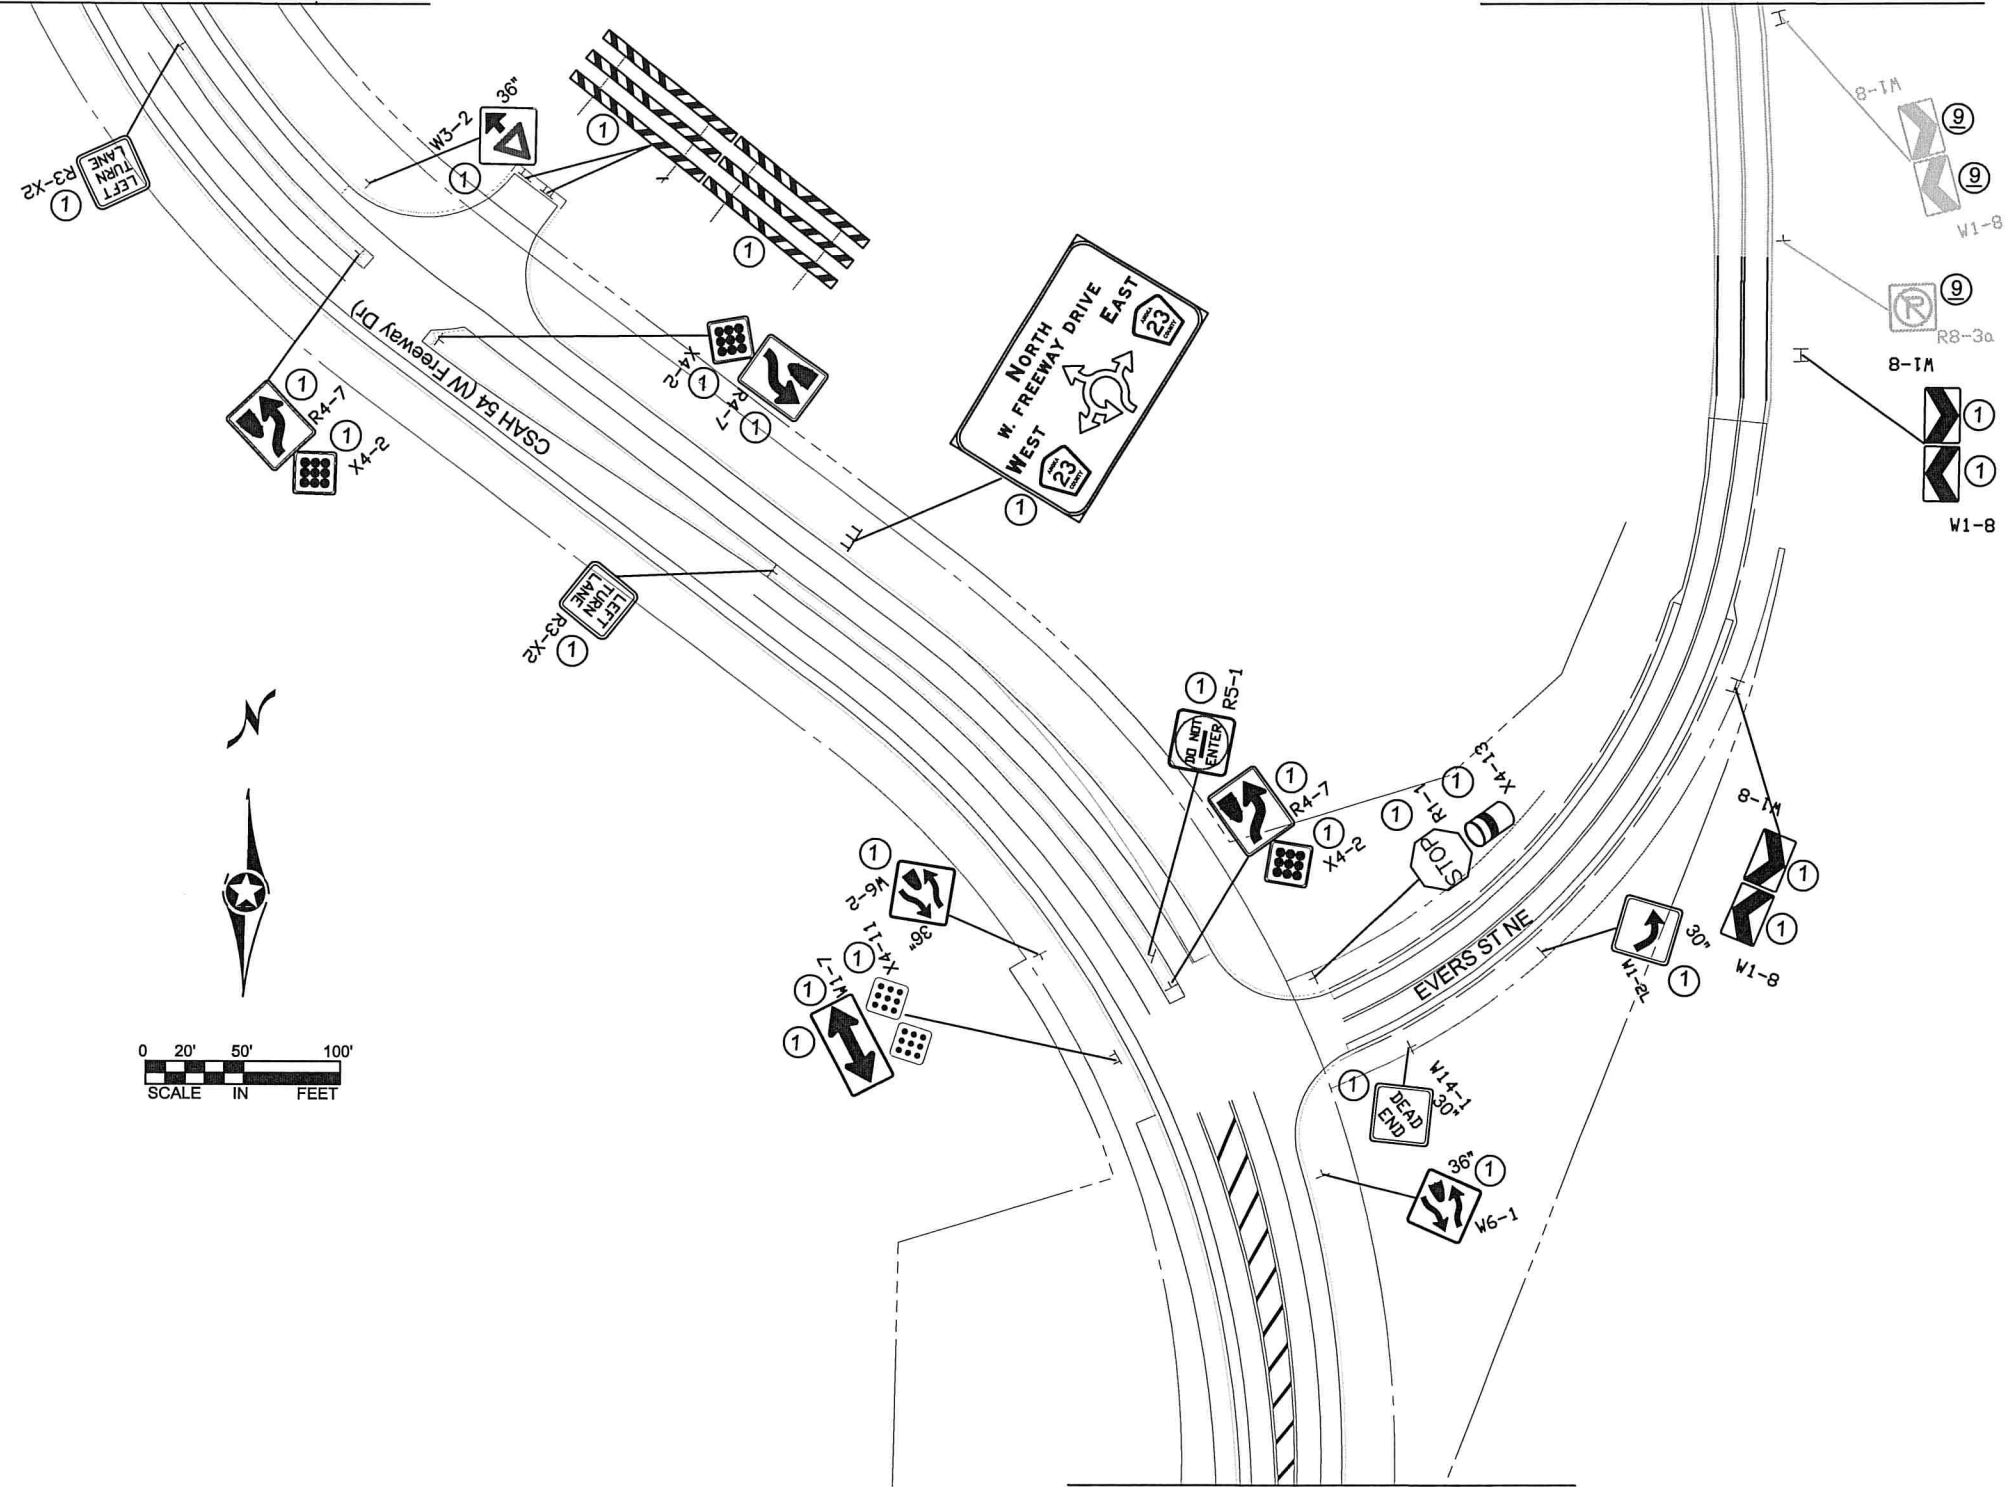 LEFT
TURN
LANE
R3-X2
1
W3-2
36"
1
1
1
W1-8
9
9
W1-8
9
R8-3a
W1-8
1
1
W1-8
CSAH 54 (W Freeway Dr)
1
R4-7
1
X4-2
X4-2
1
R4-7
1
NORTH
W. FREEWAY DRIVE
EAST
ANOKA
23
COUNTY
WEST
ANOKA
23
COUNTY
1
LEFT
TURN
LANE
R3-X2
1
N
1
R5-1
DO NOT
ENTER
1
R4-7
1
X4-2
1
R1-1
1
X4-13
STOP
EVERS ST NE
W1-8
1
1
W1-8
30"
W1-2L
1
1
W6-2
36"
X4-11
1
W1-7
1
1
0 20' 50' 100'
SCALE IN FEET
1
W14-1
30"
DEAD
END
36"
1
W6-1